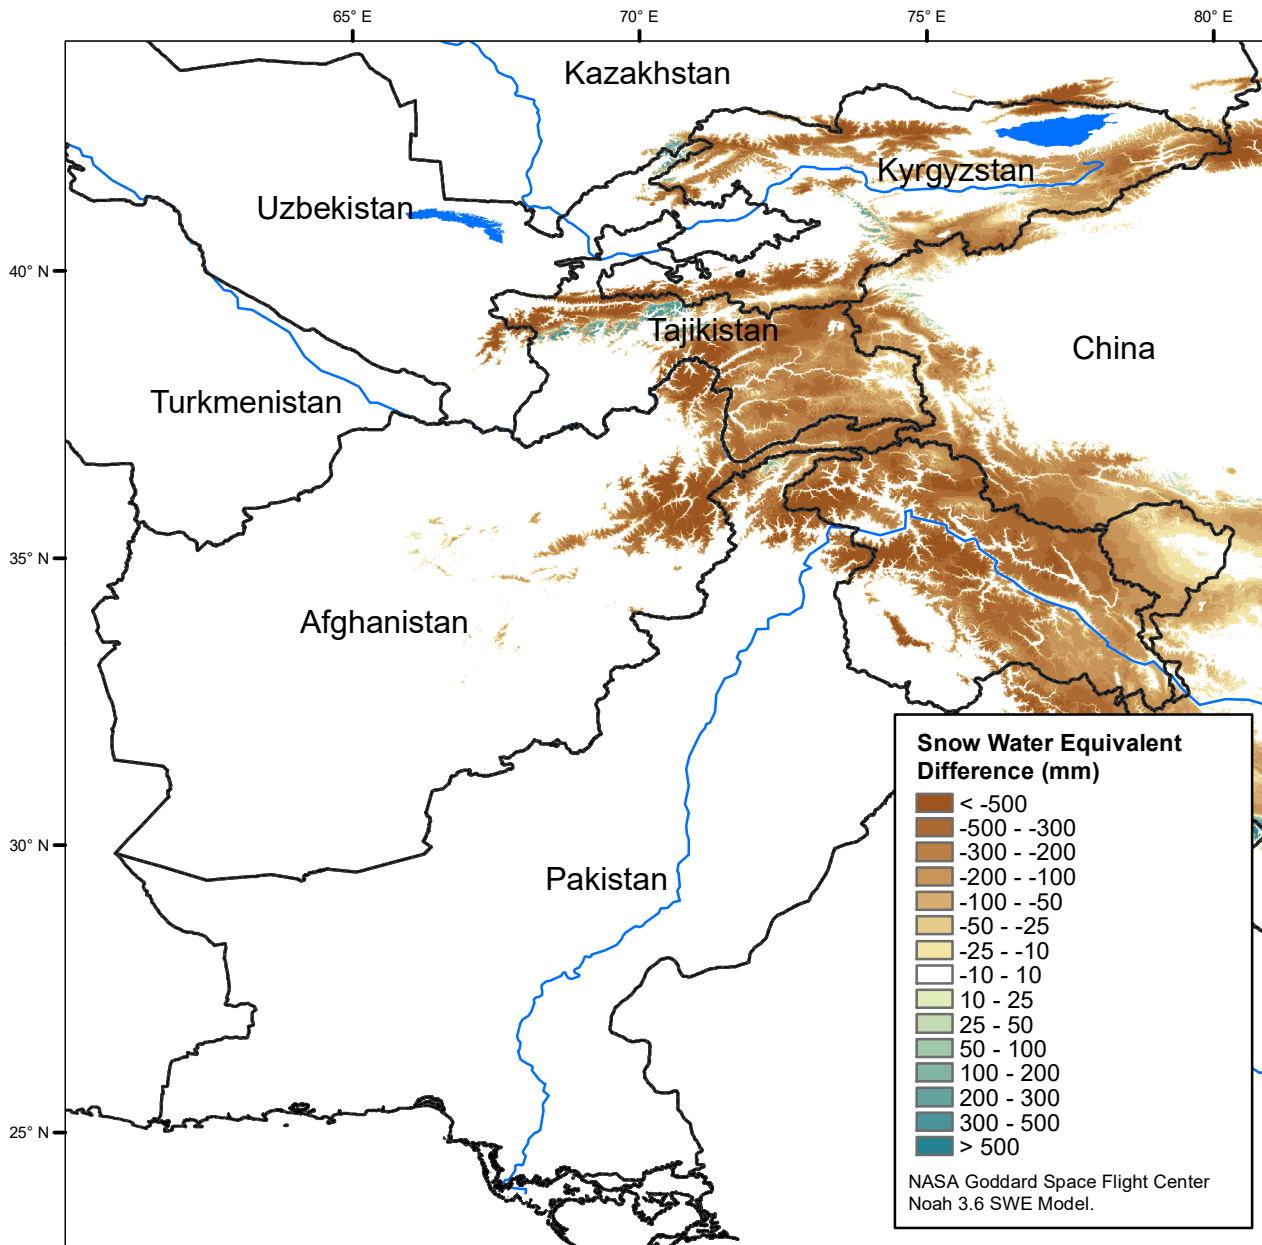 65° E
70° E
75° E
80° E
Kazakhstan
Kyrgyzstan
Uzbekistan
40° N
Tajikistan
China
Turkmenistan
35° N
Afghanistan
30° N
Pakistan
25° N
Snow Water Equivalent
Difference (mm)
< -500
-500 - -300
-300 - -200
-200 - -100
-100 - -50
-50 - -25
-25 - -10
-10 - 10
10 - 25
25 - 50
50 - 100
100 - 200
200 - 300
300 - 500
> 500
NASA Goddard Space Flight Center
Noah 3.6 SWE Model.